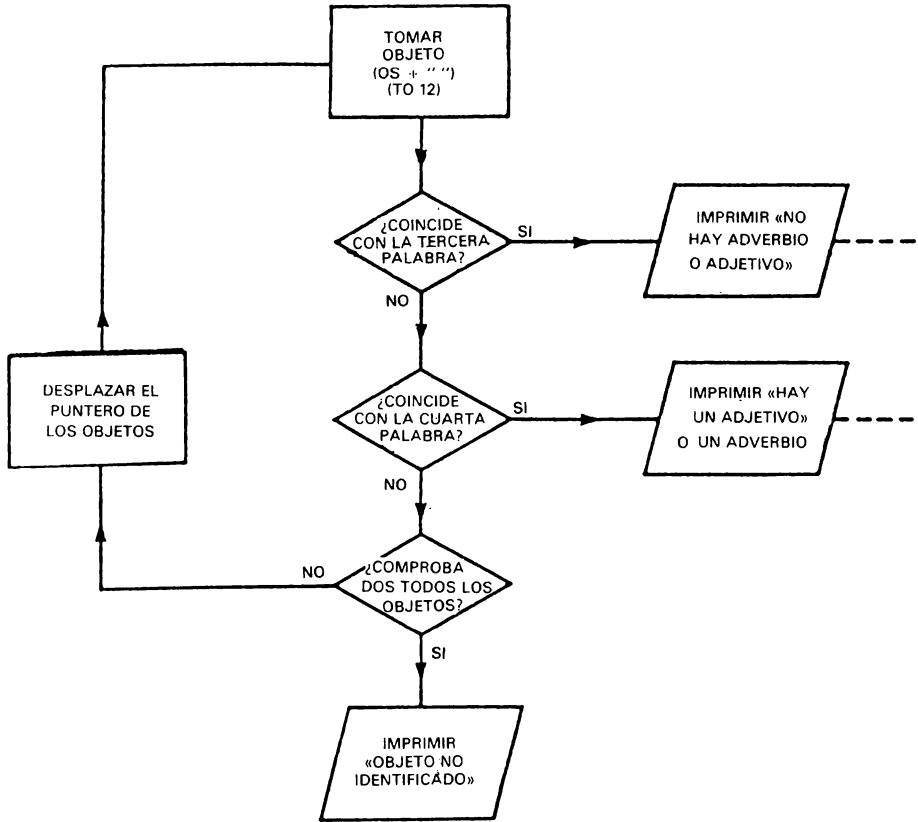 TOMAR
OBJETO
(OS + " ")
(TO 12)
¿COINCIDE
CON LA TERCERA
PALABRA?
SI
IMPRIMIR «NO
HAY ADVERBIO
O ADJETIVO»
NO
DESPLAZAR EL
PUNTERO DE
LOS OBJETOS
¿COINCIDE
CON LA CUARTA
PALABRA?
SI
IMPRIMIR «HAY
UN ADJETIVO»
O UN ADVERBIO
NO
¿COMPROBA
DOS TODOS LOS
OBJETOS?
NO
SI
IMPRIMIR
«OBJETO NO
IDENTIFICADO»